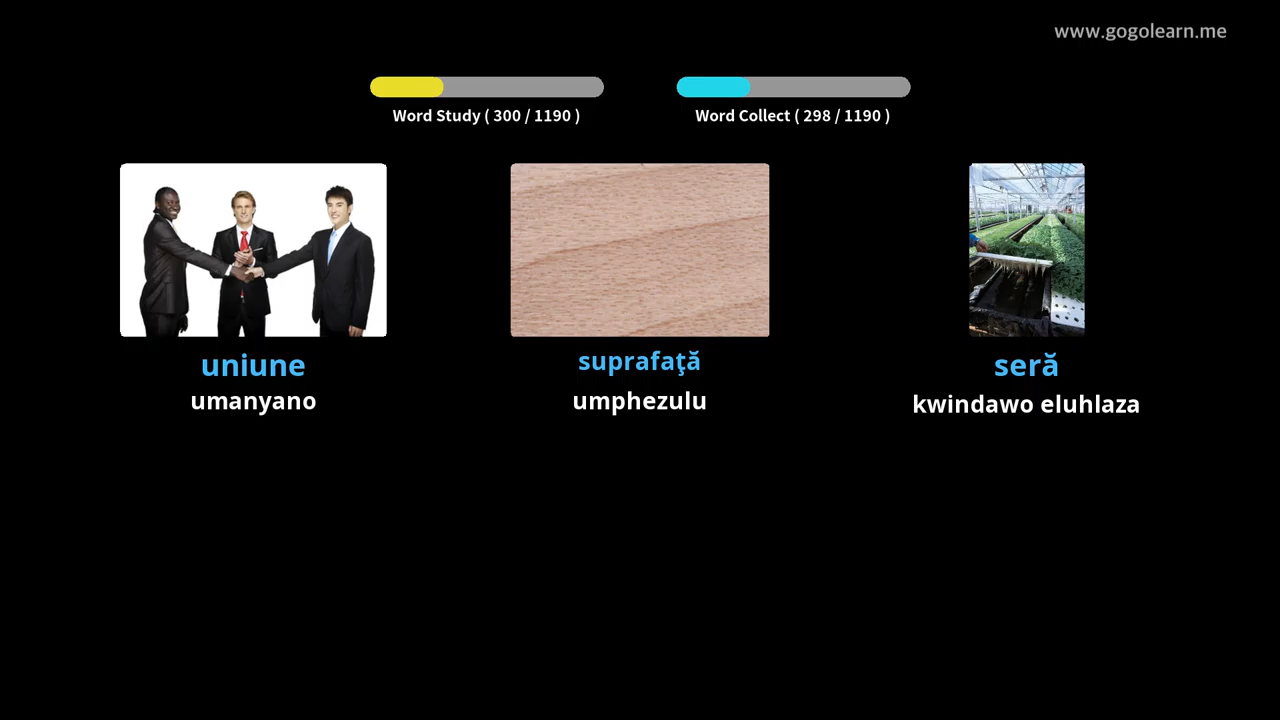 www.gogolearn.me
Word Study ( 300 / 1190 )
Word Collect ( 298 / 1190 )
uniune
umanyano
suprafaţă
umphezulu
seră
kwindawo eluhlaza